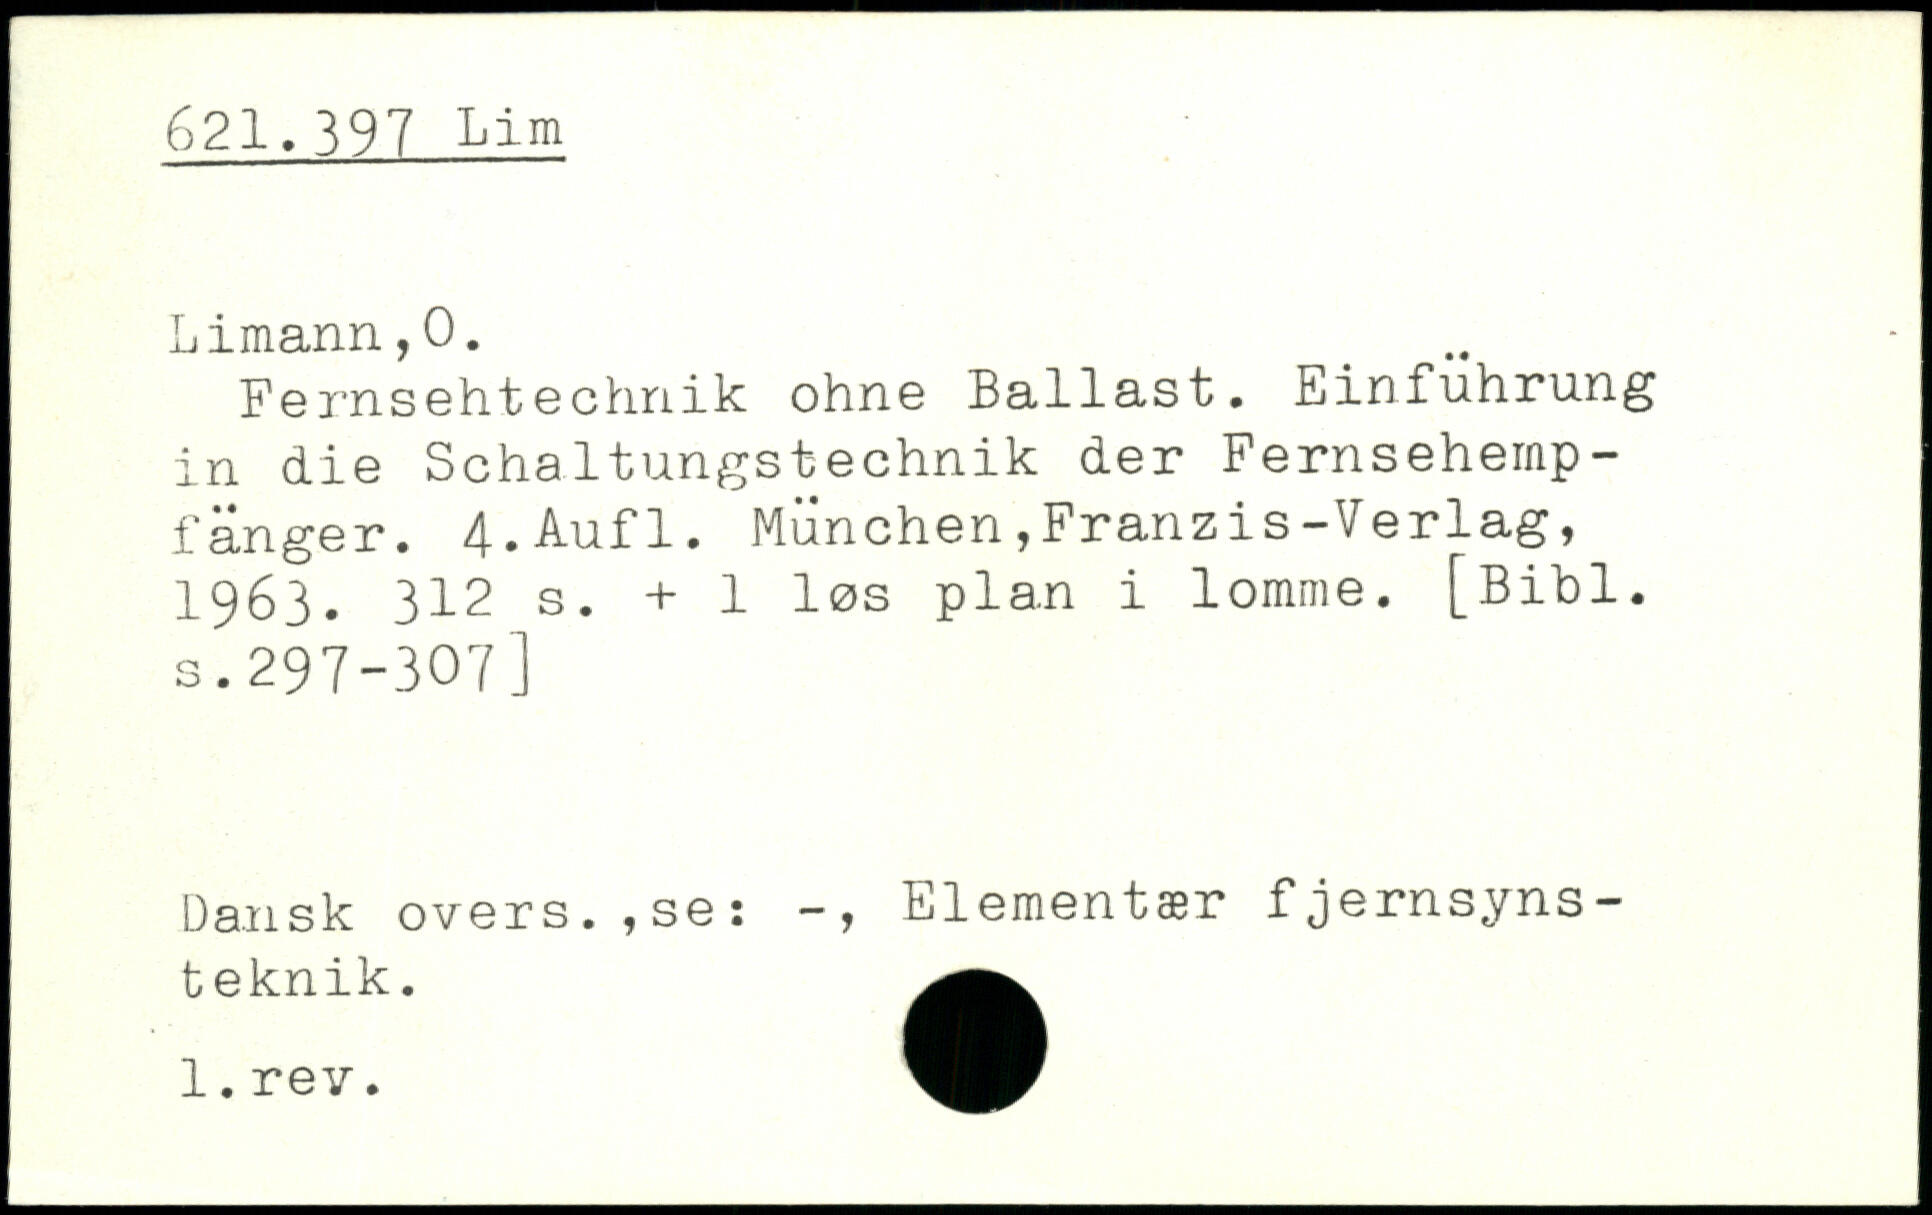 621.397 Lim
Limann,O.
Fernsehtechnik ohne Ballast. Einführung
in die Schaltungstechnik der Fernsehemp-
fänger. 4.Aufl. München,Franzis-Verlag,
1963. 312 s. + 1 løs plan i lomme. [Bibl.
s.297-307]
Dansk overs.,se: -, Elementær fjernsyns-
teknik.
1.rev.